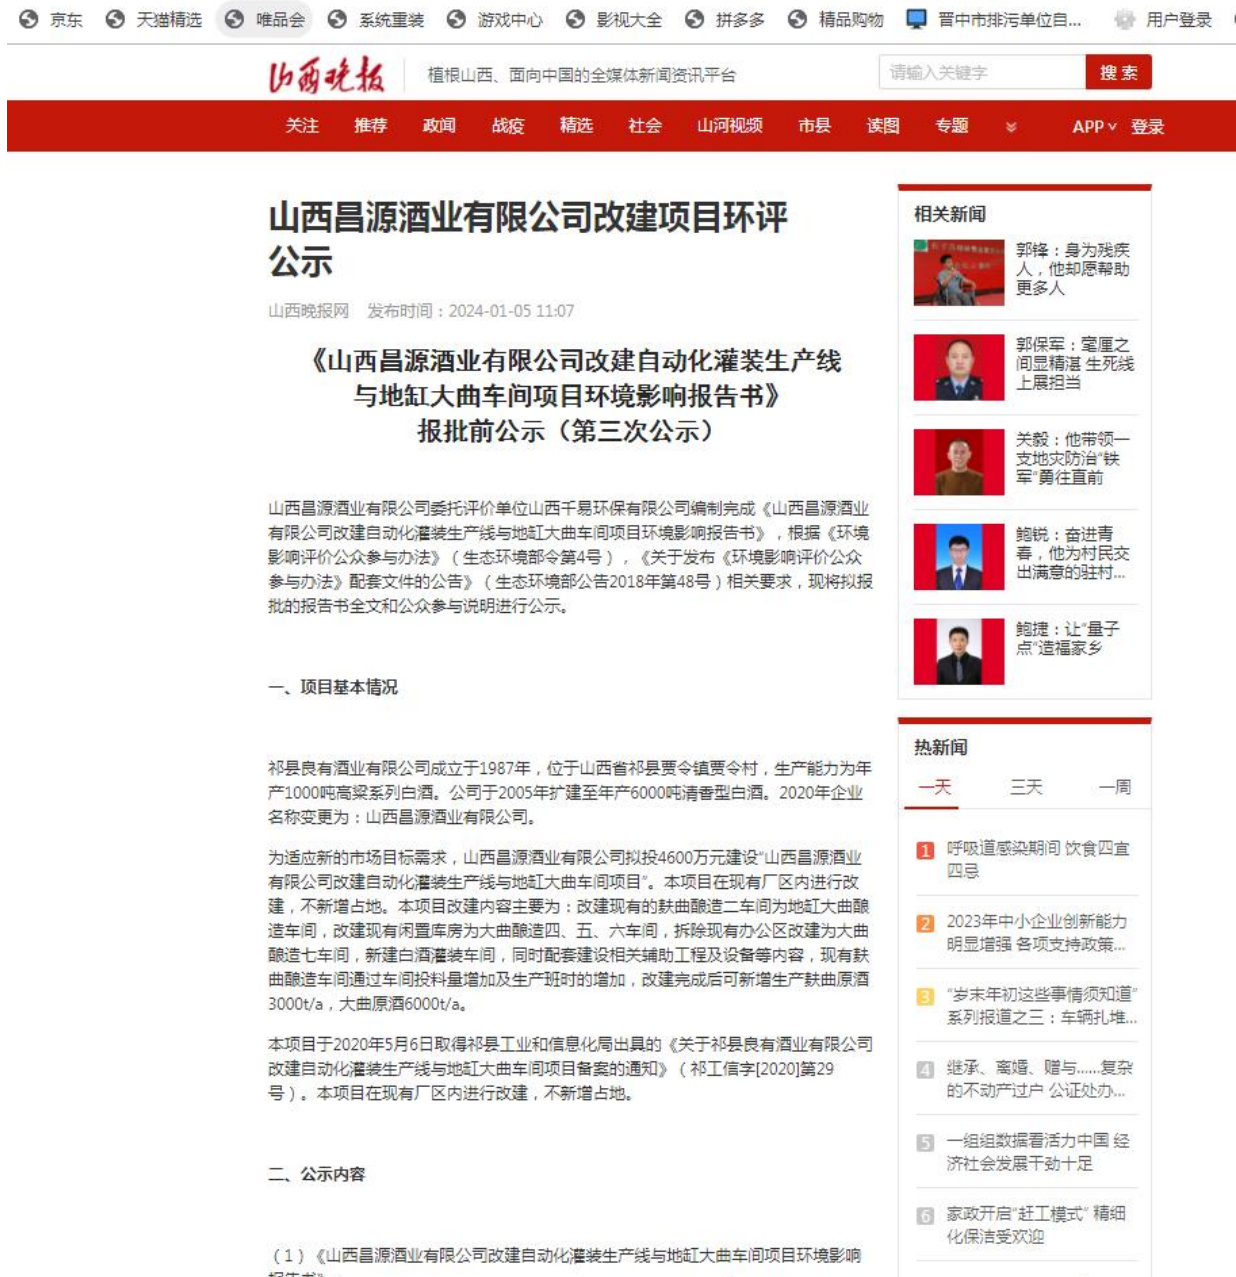 京东 天猫精选 唯品会 系统重装 游戏中心 影视大全 拼多多 精品购物 晋中市排污单位自... 用户登录
山西晚报 植根山西、面向中国的全媒体新闻资讯平台 请输入关键字 搜索
关注 推荐 政闻 战疫 精选 社会 山河视频 市县 读图 专题 APP 登录
山西昌源酒业有限公司改建项目环评
公示
山西晚报网 发布时间：2024-01-05 11:07
《山西昌源酒业有限公司改建自动化灌装生产线
与地缸大曲车间项目环境影响报告书》
报批前公示（第三次公示）
山西昌源酒业有限公司委托评价单位山西千易环保有限公司编制完成《山西昌源酒业
有限公司改建自动化灌装生产线与地缸大曲车间项目环境影响报告书》，根据《环境
影响评价公众参与办法》（生态环境部令第4号），《关于发布《环境影响评价公众
参与办法》配套文件的公告》（生态环境部公告2018年第48号）相关要求，现将拟报
批的报告书全文和公众参与说明进行公示。
一、项目基本情况
祁县良有酒业有限公司成立于1987年，位于山西省祁县贾令镇贾令村，生产能力为年
产1000吨高粱系列白酒。公司于2005年扩建至年产6000吨清香型白酒。2020年企业
名称变更为：山西昌源酒业有限公司。
为适应新的市场目标需求，山西昌源酒业有限公司拟投4600万元建设“山西昌源酒业
有限公司改建自动化灌装生产线与地缸大曲车间项目”。本项目在现有厂区内进行改
建，不新增占地。本项目改建内容主要为：改建现有的麸曲酿造二车间为地缸大曲酿
造车间，改建现有闲置库房为大曲酿造四、五、六车间，拆除现有办公区改建为大曲
酿造七车间，新建白酒灌装车间，同时配套建设相关辅助工程及设备等内容，现有麸
曲酿造车间通过车间投料量增加及生产班时的增加，改建完成后可新增生产麸曲原酒
3000t/a，大曲原酒6000t/a。
本项目于2020年5月6日取得祁县工业和信息化局出具的《关于祁县良有酒业有限公司
改建自动化灌装生产线与地缸大曲车间项目备案的通知》（祁工信字[2020]第29
号）。本项目在现有厂区内进行改建，不新增占地。
二、公示内容
（1）《山西昌源酒业有限公司改建自动化灌装生产线与地缸大曲车间项目环境影响
相关新闻
郭锋：身为残疾
人，他却愿帮助
更多人
郭保军：毫厘之
间显精湛 生死线
上展担当
关毅：他带领一
支地灾防治“铁
军”勇往直前
鲍锐：奋进青
春，他为村民交
出满意的驻村...
鲍捷：让“量子
点”造福家乡
热新闻
一天 三天 一周
1 呼吸道感染期间 饮食四宜
四忌
2 2023年中小企业创新能力
明显增强 各项支持政策...
3 “岁末年初这些事情须知道”
系列报道之三：车辆扎堆...
4 继承、离婚、赠与......复杂
的不动产过户 公证处办...
5 一组组数据看活力中国 经
济社会发展干劲十足
6 家政开启“赶工模式” 精细
化保洁受欢迎